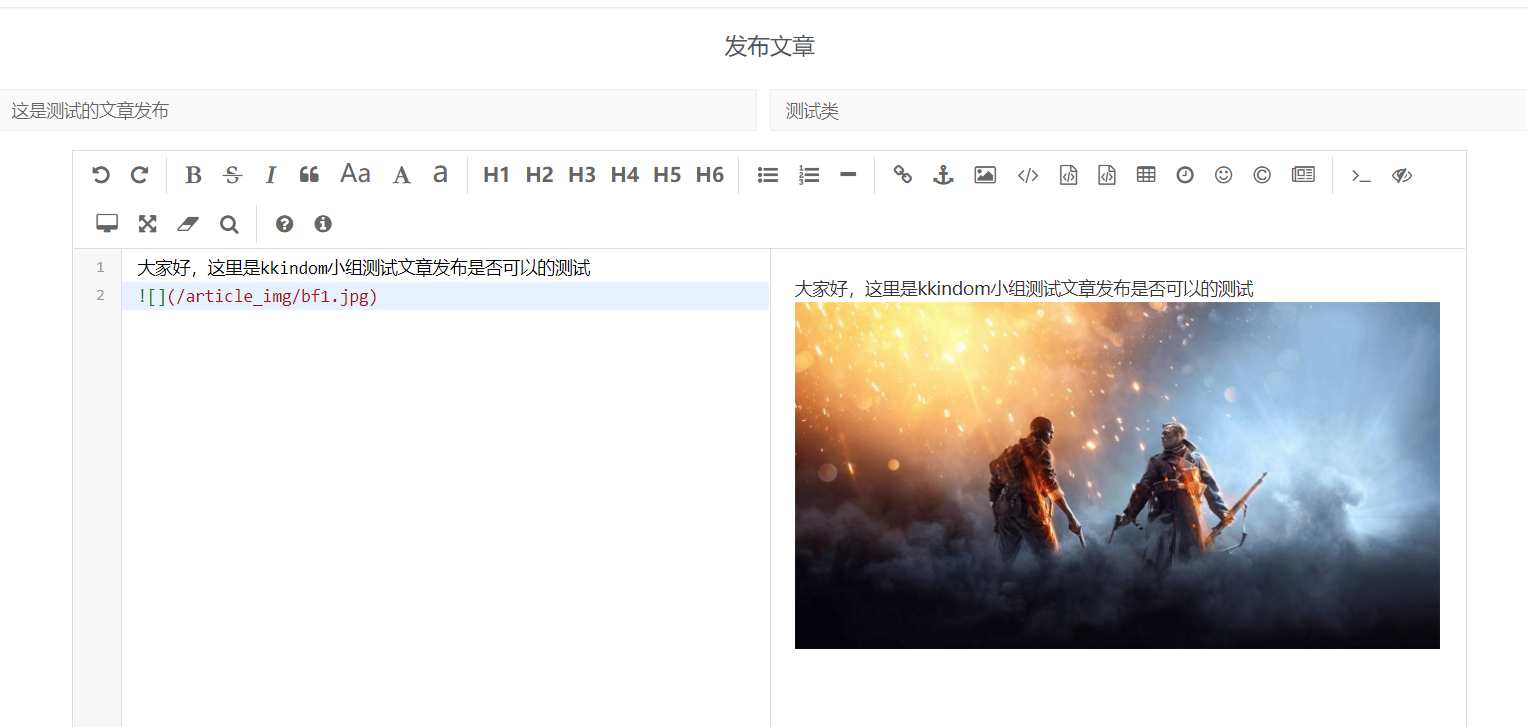 发布文章
这是测试的文章发布
测试类
B S I Aa A a H1 H2 H3 H4 H5 H6
1 大家好，这里是kkindom小组测试文章发布是否可以的测试
2 ![](/article_img/bf1.jpg)
大家好，这里是kkindom小组测试文章发布是否可以的测试